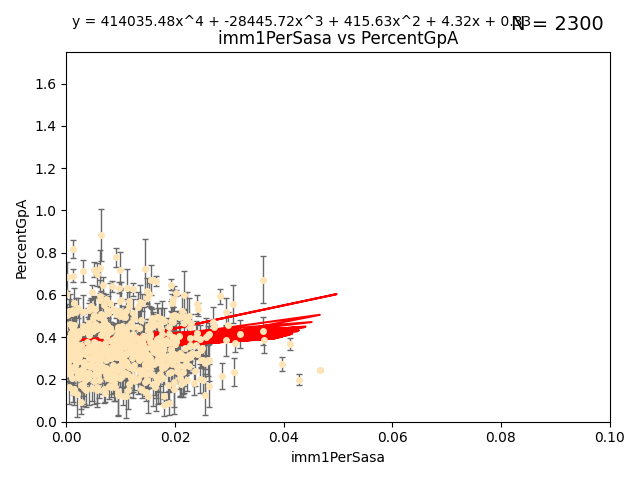 y = 414035.48x^4 + -28445.72x^3 + 415.63x^2 + 4.32x + 0.33
N = 2300
imm1PerSasa vs PercentGpA
PercentGpA
1.6
1.4
1.2
1.0
0.8
0.6
0.4
0.2
0.0
0.00 0.02 0.04 0.06 0.08 0.10
imm1PerSasa